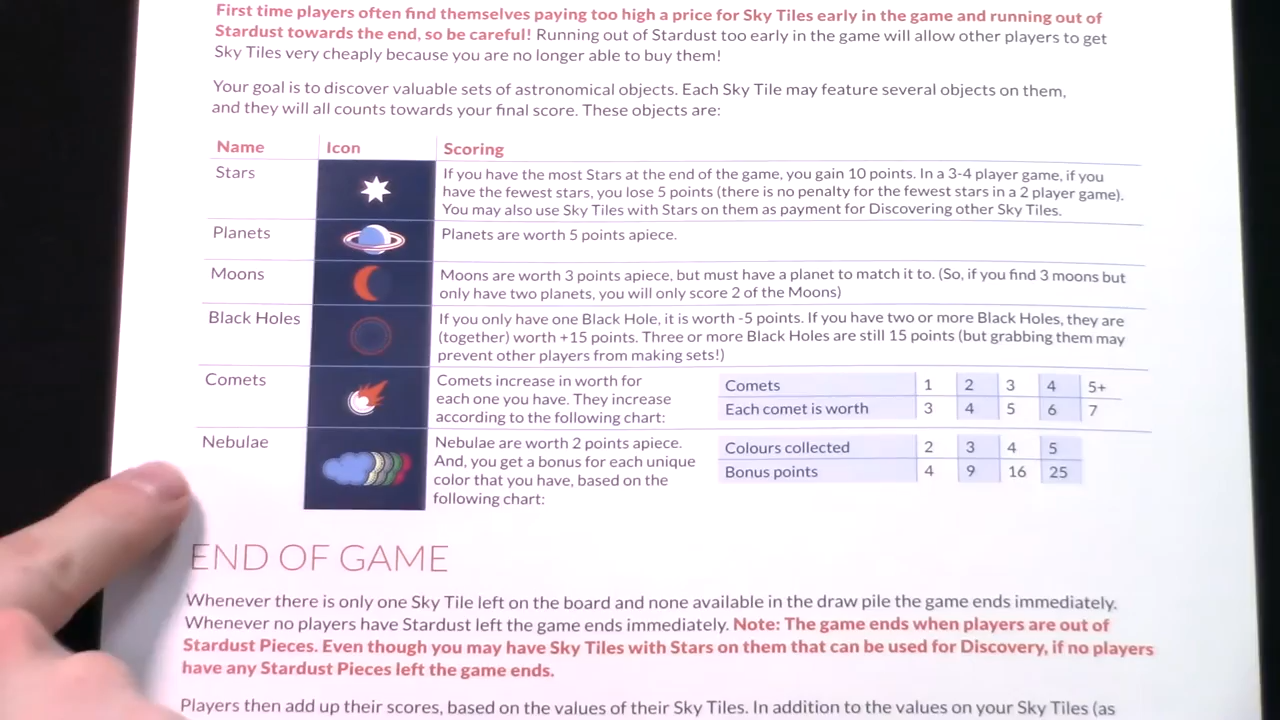 First time players often find themselves paying too high a price for Sky Tiles early in the game and running out of
Stardust towards the end, so be careful! Running out of Stardust too early in the game will allow other players to get
Sky Tiles very cheaply because you are no longer able to buy them!
Your goal is to discover valuable sets of astronomical objects. Each Sky Tile may feature several objects on them,
and they will all counts towards your final score. These objects are:
Name Icon Scoring
Stars
If you have the most Stars at the end of the game, you gain 10 points. In a 3-4 player game, if you
have the fewest stars, you lose 5 points (there is no penalty for the fewest stars in a 2 player game).
You may also use Sky Tiles with Stars on them as payment for Discovering other Sky Tiles.
Planets
Planets are worth 5 points apiece.
Moons
Moons are worth 3 points apiece, but must have a planet to match it to. (So, if you find 3 moons but
only have two planets, you will only score 2 of the Moons)
Black Holes
If you only have one Black Hole, it is worth -5 points. If you have two or more Black Holes, they are
(together) worth +15 points. Three or more Black Holes are still 15 points (but grabbing them may
prevent other players from making sets!)
Comets
Comets increase in worth for
each one you have. They increase
according to the following chart:
Comets 1 2 3 4 5+
Each comet is worth 3 4 5 6 7
Nebulae
Nebulae are worth 2 points apiece.
And, you get a bonus for each unique
color that you have, based on the
following chart:
Colours collected 2 3 4 5
Bonus points 4 9 16 25
END OF GAME
Whenever there is only one Sky Tile left on the board and none available in the draw pile the game ends immediately.
Whenever no players have Stardust left the game ends immediately. Note: The game ends when players are out of
Stardust Pieces. Even though you may have Sky Tiles with Stars on them that can be used for Discovery, if no players
have any Stardust Pieces left the game ends.
Players then add up their scores, based on the values of their Sky Tiles. In addition to the values on your Sky Tiles (as